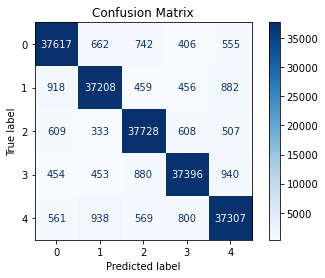 Confusion Matrix
0 37617 662 742 406 555
1 918 37208 459 456 882
2 609 333 37728 608 507
3 454 453 880 37396 940
4 561 938 569 800 37307
0 1 2 3 4
Predicted label
True label
35000
30000
25000
20000
15000
10000
5000